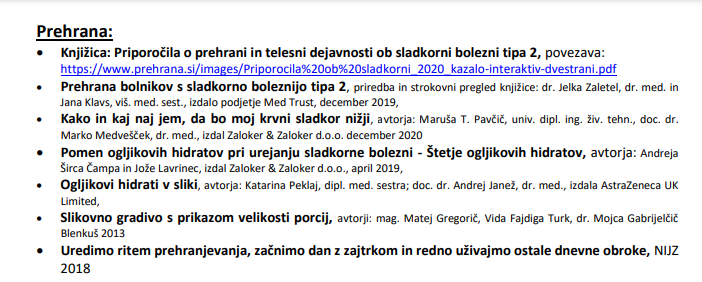 Prehrana:
• Knjižica: Priporočila o prehrani in telesni dejavnosti ob sladkorni bolezni tipa 2, povezava:
https://www.prehrana.si/images/Priporocila%20ob%20sladkorni_2020_kazalo-interaktiv-dvestrani.pdf
• Prehrana bolnikov s sladkorno boleznijo tipa 2, priredba in strokovni pregled knjižice: dr. Jelka Zaletel, dr. med. in
Jana Klavs, viš. med. sest., izdalo podjetje Med Trust, december 2019,
• Kako in kaj naj jem, da bo moj krvni sladkor nižji, avtorja: Maruša T. Pavčič, univ. dipl. ing. živ. tehn., doc. dr.
Marko Medvešček, dr. med., izdal Zaloker & Zaloker d.o.o. december 2020
• Pomen ogljikovih hidratov pri urejanju sladkorne bolezni - Štetje ogljikovih hidratov, avtorja: Andreja
Širca Čampa in Jože Lavrinec, izdal Zaloker & Zaloker d.o.o., april 2019,
• Ogljikovi hidrati v sliki, avtorja: Katarina Peklaj, dipl. med. sestra; doc. dr. Andrej Janež, dr. med., izdala AstraZeneca UK
Limited,
• Slikovno gradivo s prikazom velikosti porcij, avtorji: mag. Matej Gregorič, Vida Fajdiga Turk, dr. Mojca Gabrijelčič
Blenkuš 2013
• Uredimo ritem prehranjevanja, začnimo dan z zajtrkom in redno uživajmo ostale dnevne obroke, NIJZ
2018